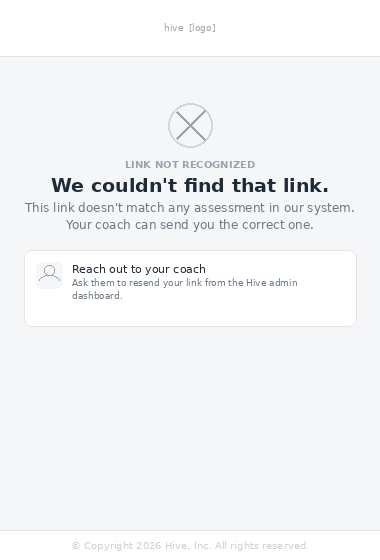 hive [logo]
LINK NOT RECOGNIZED
We couldn't find that link.
This link doesn't match any assessment in our system.
Your coach can send you the correct one.
Reach out to your coach
Ask them to resend your link from the Hive admin
dashboard.
© Copyright 2026 Hive, Inc. All rights reserved.